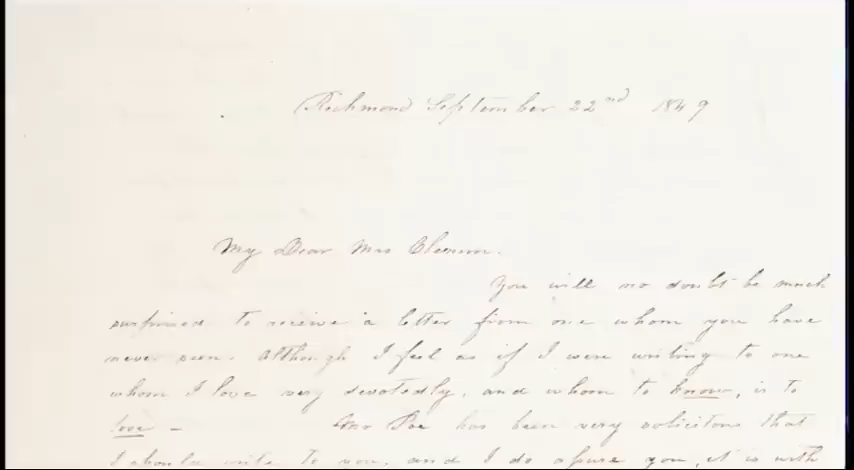 Richmond September 22nd 1849
My Dear Mrs Clemm.
You will no doubt be much
surprised to receive a letter from one whom you have
never seen. Although I feel as if I were writing to one
whom I love very devotedly, and whom to know, is to
love – Mr Poe has been very solicitous that
I should write to you, and I do assure you, it is with